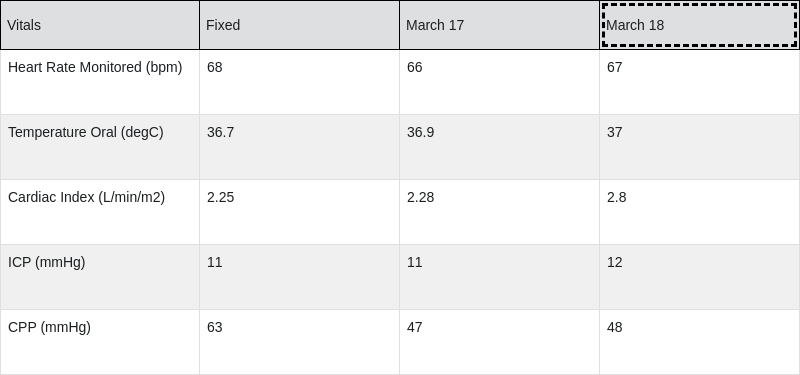 Vitals Fixed March 17 March 18
Heart Rate Monitored (bpm) 68 66 67
Temperature Oral (degC) 36.7 36.9 37
Cardiac Index (L/min/m2) 2.25 2.28 2.8
ICP (mmHg) 11 11 12
CPP (mmHg) 63 47 48